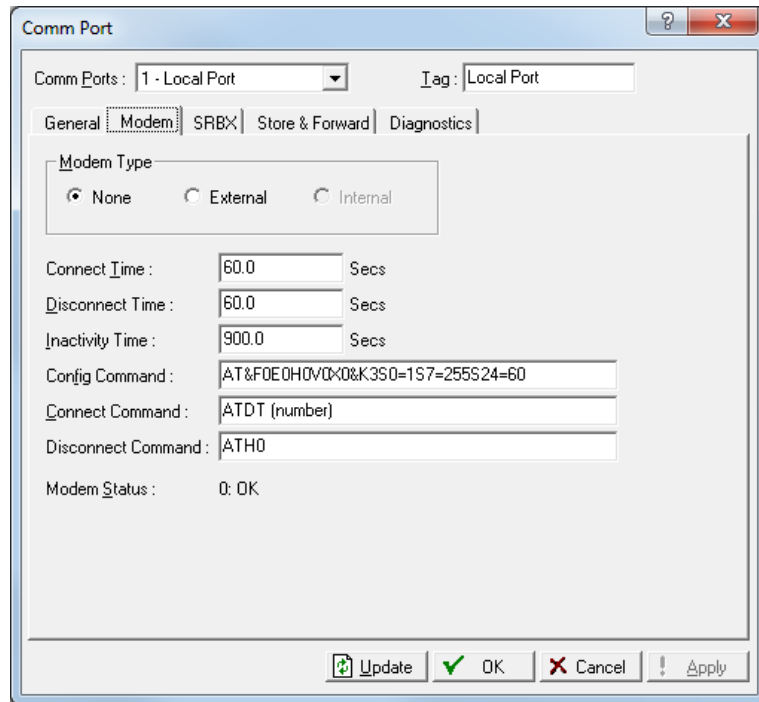 Comm Port
Comm Ports : 1 - Local Port Tag : Local Port
General Modem SRBX Store & Forward Diagnostics
Modem Type
None External Internal
Connect Time : 60.0 Secs
Disconnect Time : 60.0 Secs
Inactivity Time : 900.0 Secs
Config Command : AT&F0E0H0V0X0&K3S0=1S7=255S24=60
Connect Command : ATDT (number)
Disconnect Command : ATH0
Modem Status : 0: OK
Update OK Cancel Apply